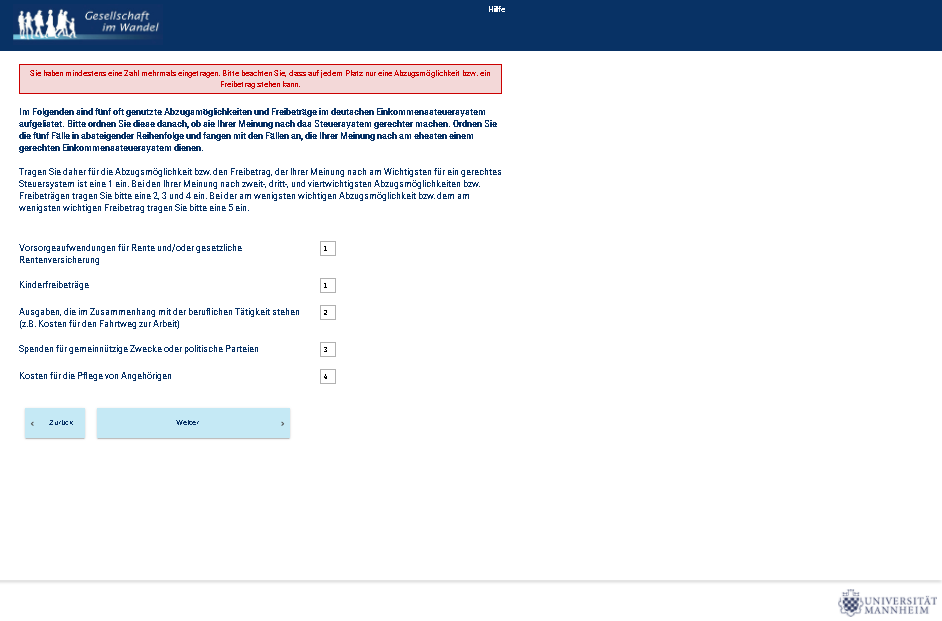 Gesellschaft
im Wandel
Hilfe
Sie haben mindestens eine Zahl mehrmals eingetragen. Bitte beachten Sie, dass auf jedem Platz nur eine Abzugsmöglichkeit bzw. ein
Freibetrag stehen kann.
Im Folgenden sind fünf oft genutzte Abzugsmöglichkeiten und Freibeträge im deutschen Einkommensteuersystem
aufgelistet. Bitte ordnen Sie diese danach, ob sie Ihrer Meinung nach das Steuersystem gerechter machen. Ordnen Sie
die fünf Fälle in absteigender Reihenfolge und fangen mit den Fällen an, die Ihrer Meinung nach am ehesten einem
gerechten Einkommensteuersystem dienen.
Tragen Sie daher für die Abzugsmöglichkeit bzw. den Freibetrag, der Ihrer Meinung nach am Wichtigsten für ein gerechtes
Steuersystem ist eine 1 ein. Bei den Ihrer Meinung nach zweit-, dritt-, und viertwichtigsten Abzugsmöglichkeiten bzw.
Freibeträgen tragen Sie bitte eine 2, 3 und 4 ein. Bei der am wenigsten wichtigen Abzugsmöglichkeit bzw. dem am
wenigsten wichtigen Freibetrag tragen Sie bitte eine 5 ein.
Vorsorgeaufwendungen für Rente und/oder gesetzliche 1
Rentenversicherung
Kinderfreibeträge 1
Ausgaben, die im Zusammenhang mit der beruflichen Tätigkeit stehen 2
(z.B. Kosten für den Fahrtweg zur Arbeit)
Spenden für gemeinnützige Zwecke oder politische Parteien 3
Kosten für die Pflege von Angehörigen 4
‹ Zurück Weiter ›
UNIVERSITÄT
MANNHEIM